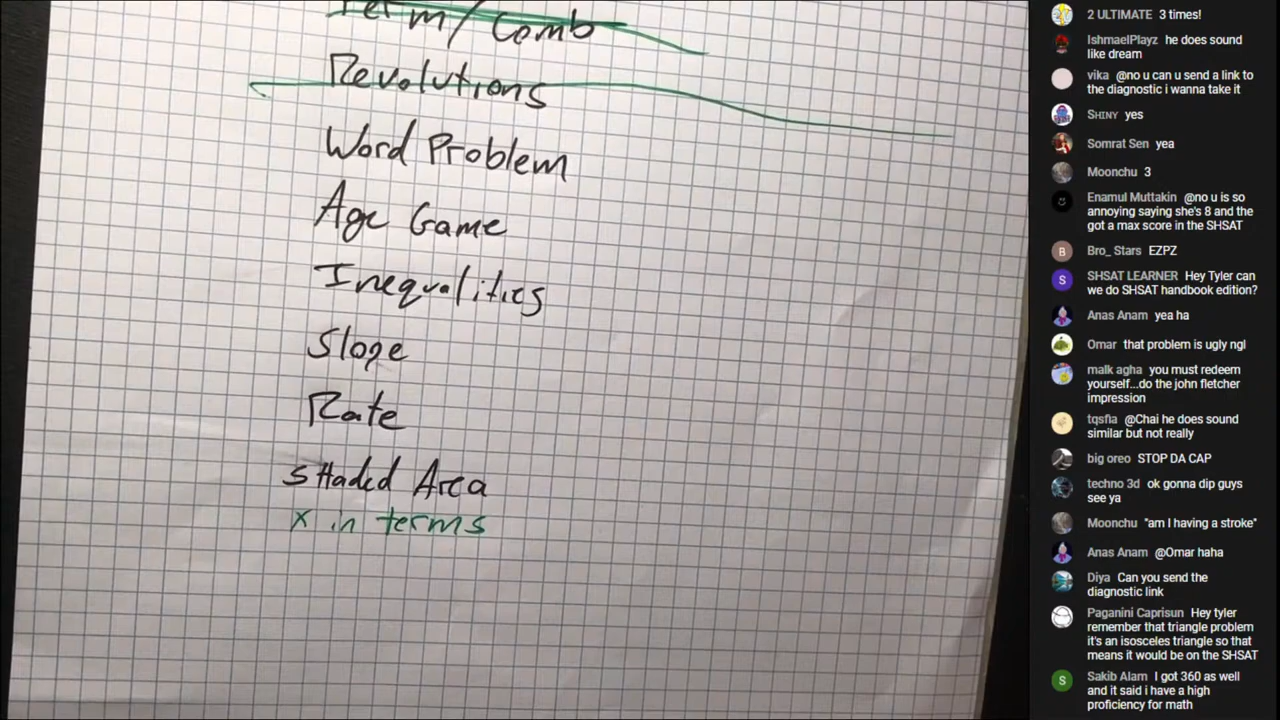 Perm/Comb
Revolutions
Word Problem
Age Game
Inequalities
Slope
Rate
sHaded Area
x in terms
2 ULTIMATE 3 times!
IshmaelPlayz he does sound
like dream
vika @no u can u send a link to
the diagnostic i wanna take it
SHINY yes
Somrat Sen yea
Moonchu 3
Enamul Muttakin @no u is so
annoying saying she's 8 and the
got a max score in the SHSAT
B
Bro_ Stars EZPZ
S
SHSAT LEARNER Hey Tyler can
we do SHSAT handbook edition?
Anas Anam yea ha
Omar that problem is ugly ngl
malk agha you must redeem
yourself...do the john fletcher
impression
tqsfia @Chai he does sound
similar but not really
big oreo STOP DA CAP
techno 3d ok gonna dip guys
see ya
Moonchu "am I having a stroke"
Anas Anam @Omar haha
Diya Can you send the
diagnostic link
Paganini Caprisun Hey tyler
remember that triangle problem
it's an isosceles triangle so that
means it would be on the SHSAT
S
Sakib Alam I got 360 as well
and it said i have a high
proficiency for math